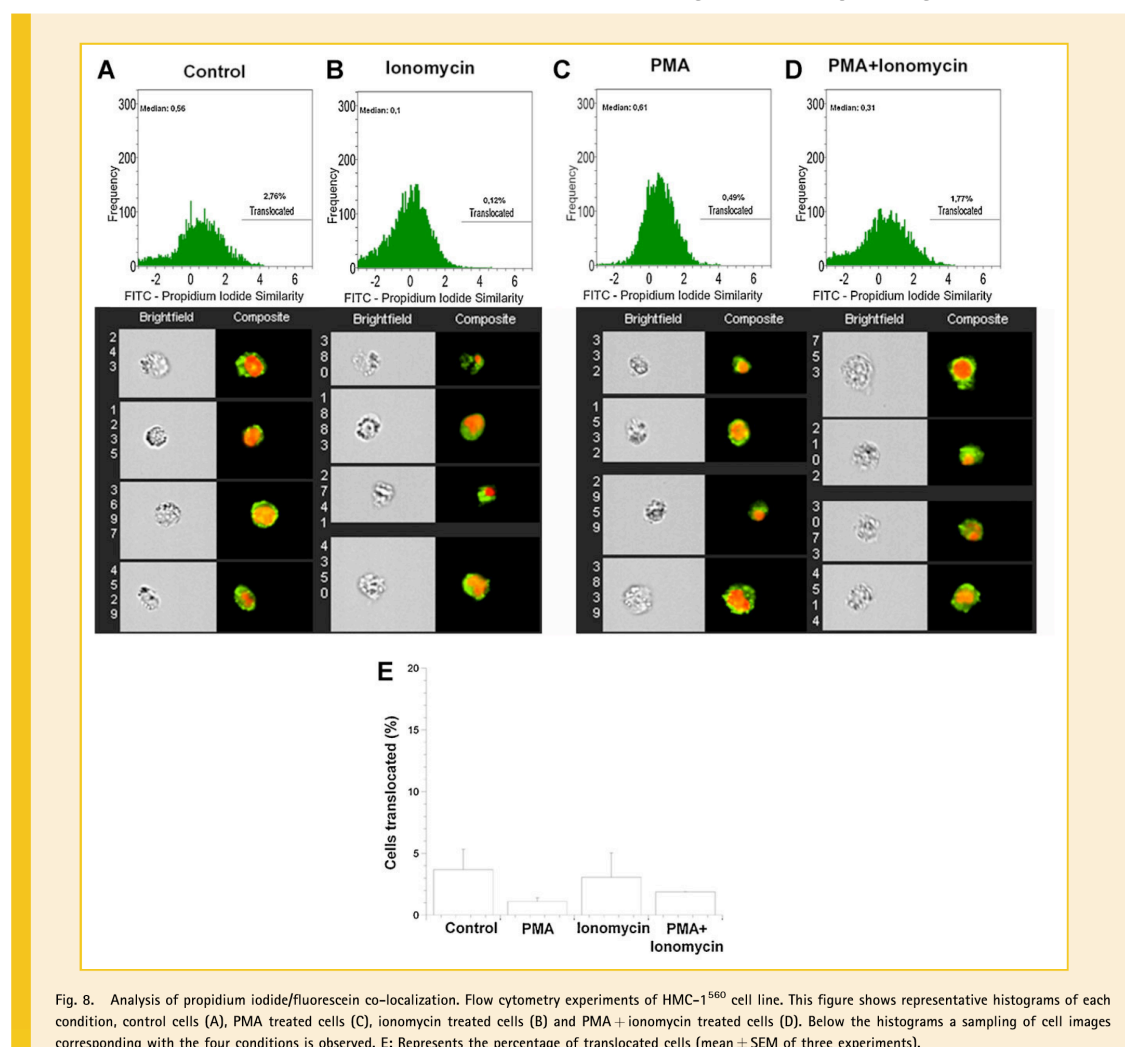 A Control B Ionomycin C PMA D PMA+Ionomycin
300
Median: 0,56
200
100
0
Frequency
2,76%
Translocated
-2 0 2 4 6
FITC - Propidium Iodide Similarity
300
Median: 0,1
200
100
0
Frequency
0,12%
Translocated
-2 0 2 4 6
FITC - Propidium Iodide Similarity
300
Median: 0,61
200
100
0
Frequency
0,49%
Translocated
-2 0 2 4 6
FITC - Propidium Iodide Similarity
300
Median: 0,31
200
100
0
Frequency
1,77%
Translocated
-2 0 2 4 6
FITC - Propidium Iodide Similarity
Brightfield Composite
243
1235
3697
4529
Brightfield Composite
380
1883
2741
4350
Brightfield Composite
332
1532
2959
3839
Brightfield Composite
753
2102
3073
4514
E
Cells translocated (%)
20
15
10
5
0
Control PMA Ionomycin PMA+
Ionomycin
Fig. 8. Analysis of propidium iodide/fluorescein co-localization. Flow cytometry experiments of HMC-1⁵⁶⁰ cell line. This figure shows representative histograms of each
condition, control cells (A), PMA treated cells (C), ionomycin treated cells (B) and PMA + ionomycin treated cells (D). Below the histograms a sampling of cell images
corresponding with the four conditions is observed. E: Represents the percentage of translocated cells (mean + SEM of three experiments).